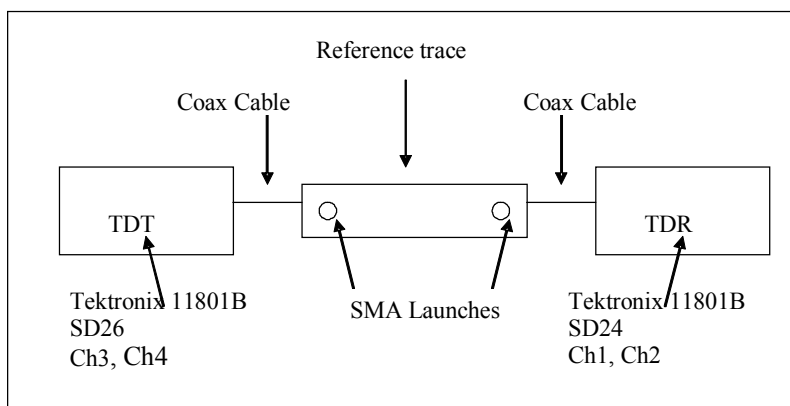 Reference trace
Coax Cable
Coax Cable
TDT
TDR
Tektronix 11801B
SD26
Ch3, Ch4
SMA Launches
Tektronix 11801B
SD24
Ch1, Ch2